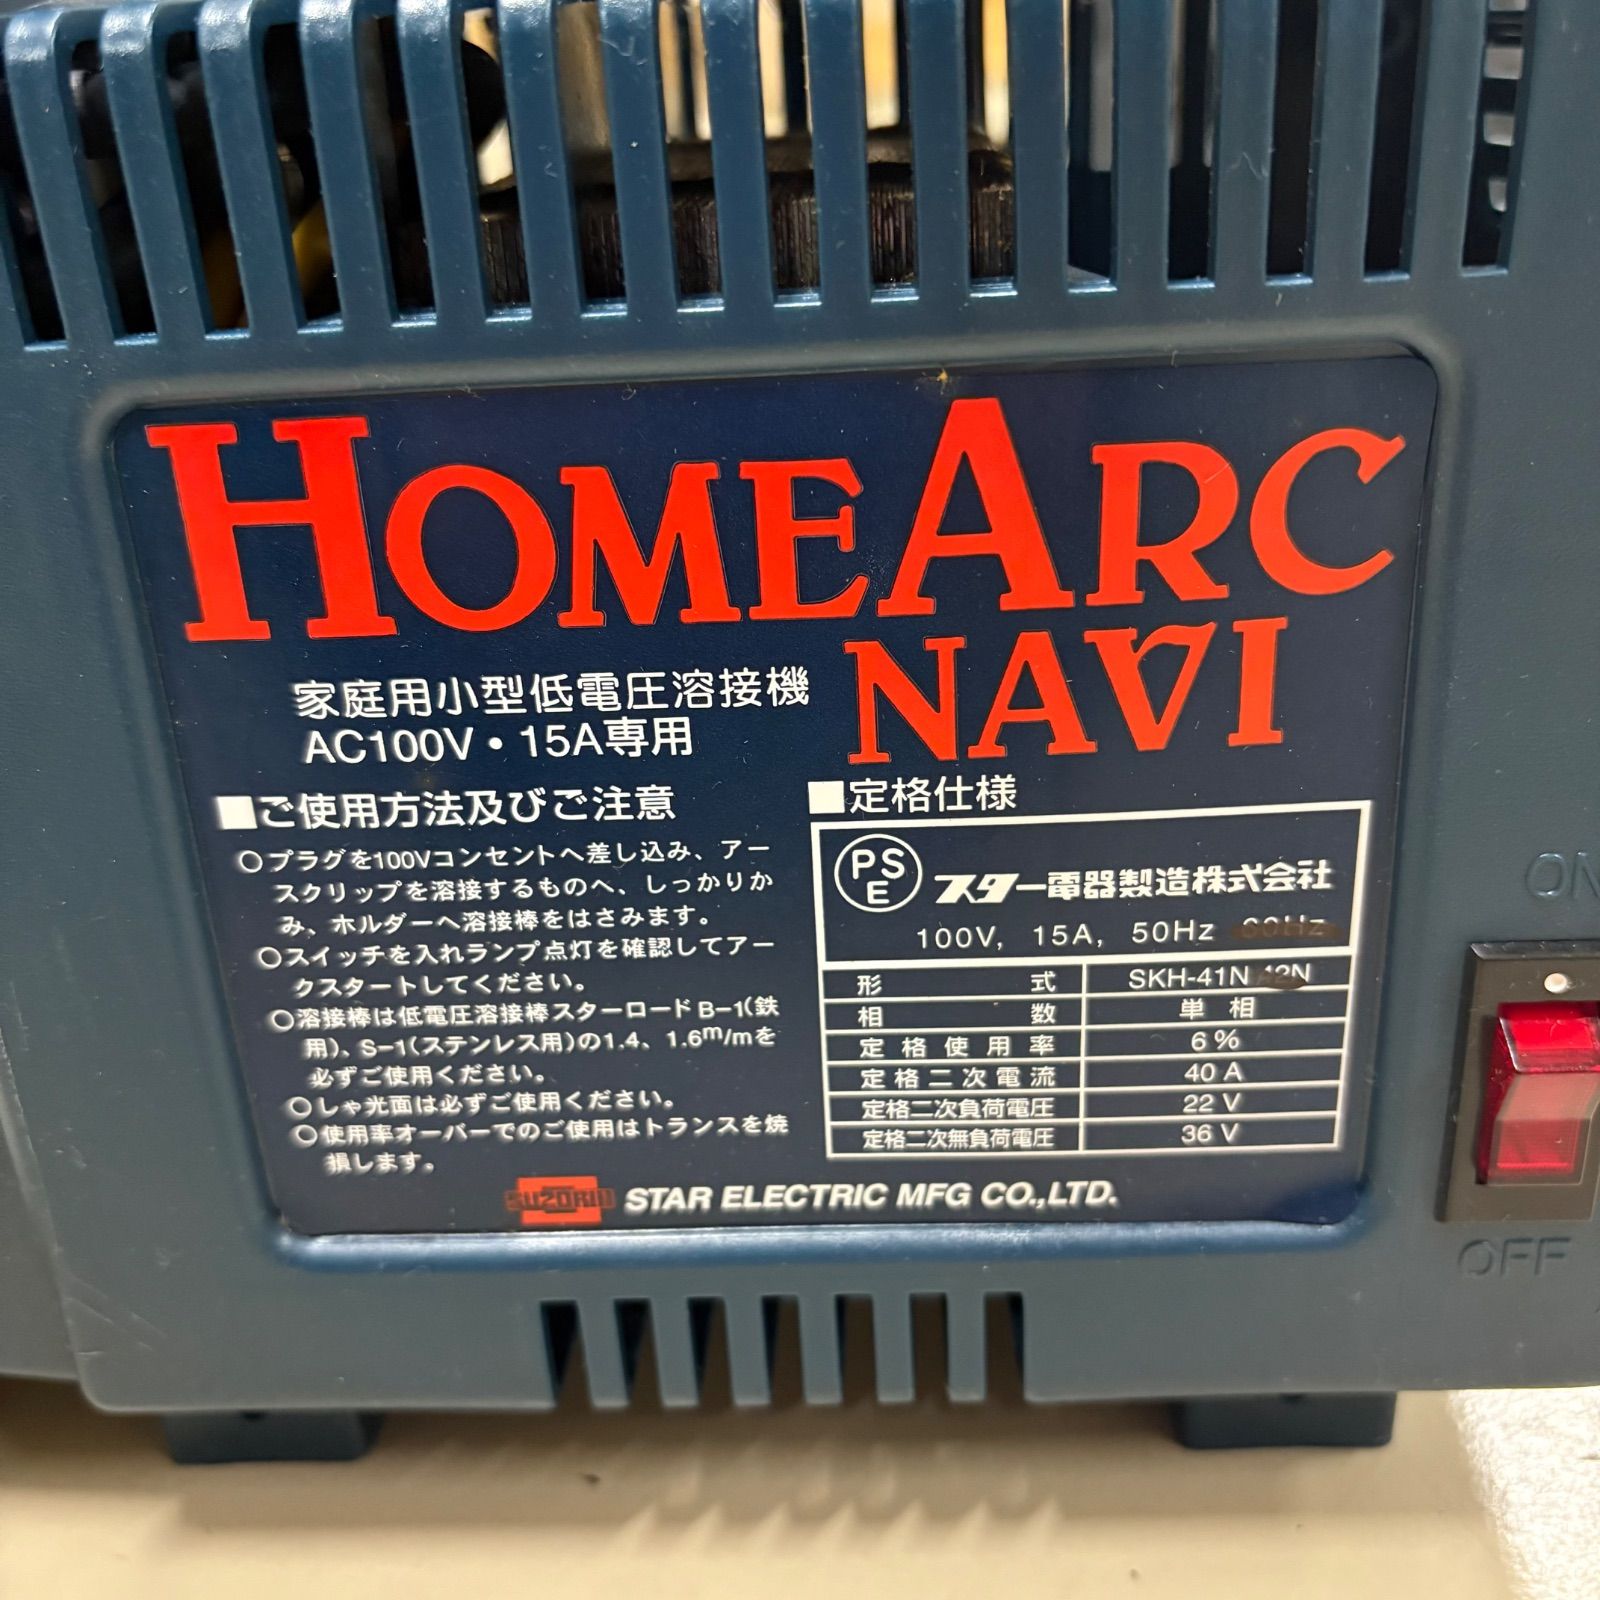 HOMEARC
NAVI
家庭用小型低電圧溶接機
AC100V・15A専用
■ご使用方法及びご注意
○プラグを100Vコンセントへ差し込み、アー
スクリップを溶接するものへ、しっかりか
み、ホルダーへ溶接棒をはさみます。
○スイッチを入れランプ点灯を確認してアー
クスタートしてください。
○溶接棒は低電圧溶接棒スターロードB-1(鉄
用)、S-1(ステンレス用)の1.4、1.6m/mを
必ずご使用ください。
○しゃ光面は必ずご使用ください。
○使用率オーバーでのご使用はトランスを焼
損します。
■定格仕様
PSE
スター電器製造株式会社
100V, 15A, 50Hz 60Hz
形式 SKH-41N 42N
相数 単相
定格使用率 6%
定格二次電流 40A
定格二次負荷電圧 22V
定格二次無負荷電圧 36V
SUZORID STAR ELECTRIC MFG CO.,LTD.
ON
OFF